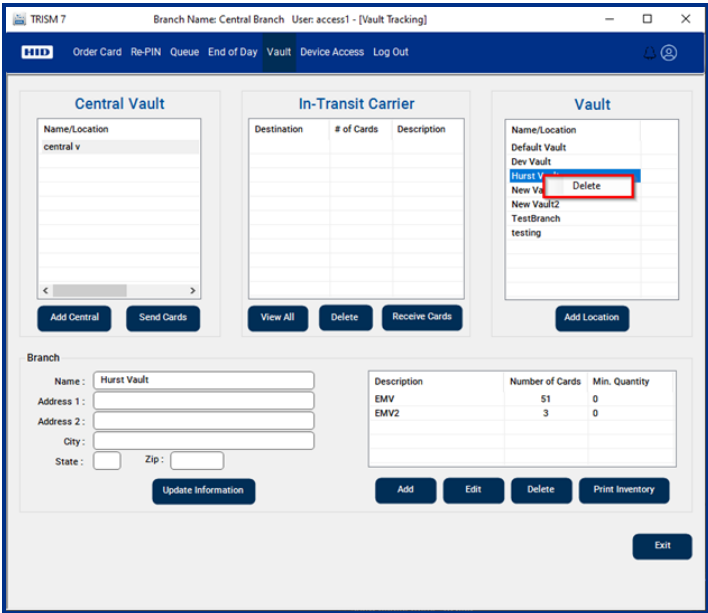 TRISM 7 Branch Name: Central Branch User: access1 - [Vault Tracking]
HID Order Card Re-PIN Queue End of Day Vault Device Access Log Out
Central Vault
Name/Location
central v
Add Central Send Cards
In-Transit Carrier
Destination # of Cards Description
View All Delete Receive Cards
Vault
Name/Location
Default Vault
Dev Vault
Hurst
Delete
New
New Vault2
TestBranch
testing
Add Location
Branch
Name : Hurst Vault
Address 1 :
Address 2 :
City :
State : Zip :
Update Information
Description Number of Cards Min. Quantity
EMV 51 0
EMV2 3 0
Add Edit Delete Print Inventory
Exit